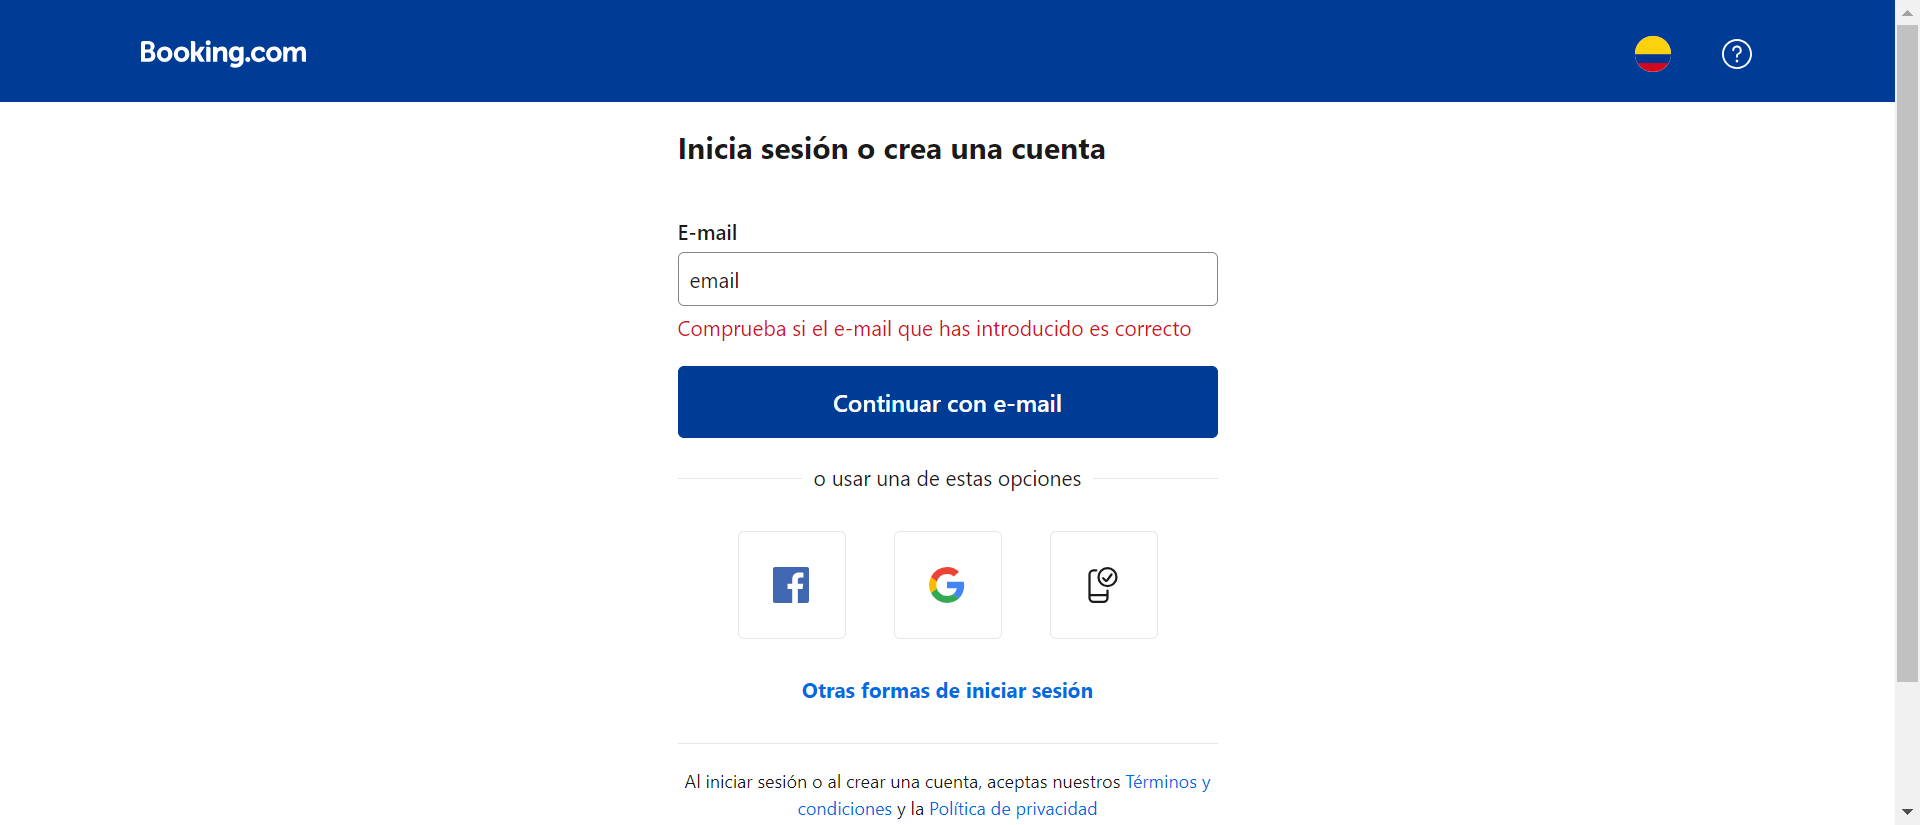 Booking.com
?
Inicia sesión o crea una cuenta
E-mail
email
Comprueba si el e-mail que has introducido es correcto
Continuar con e-mail
o usar una de estas opciones
Otras formas de iniciar sesión
Al iniciar sesión o al crear una cuenta, aceptas nuestros Términos y
condiciones y la Política de privacidad